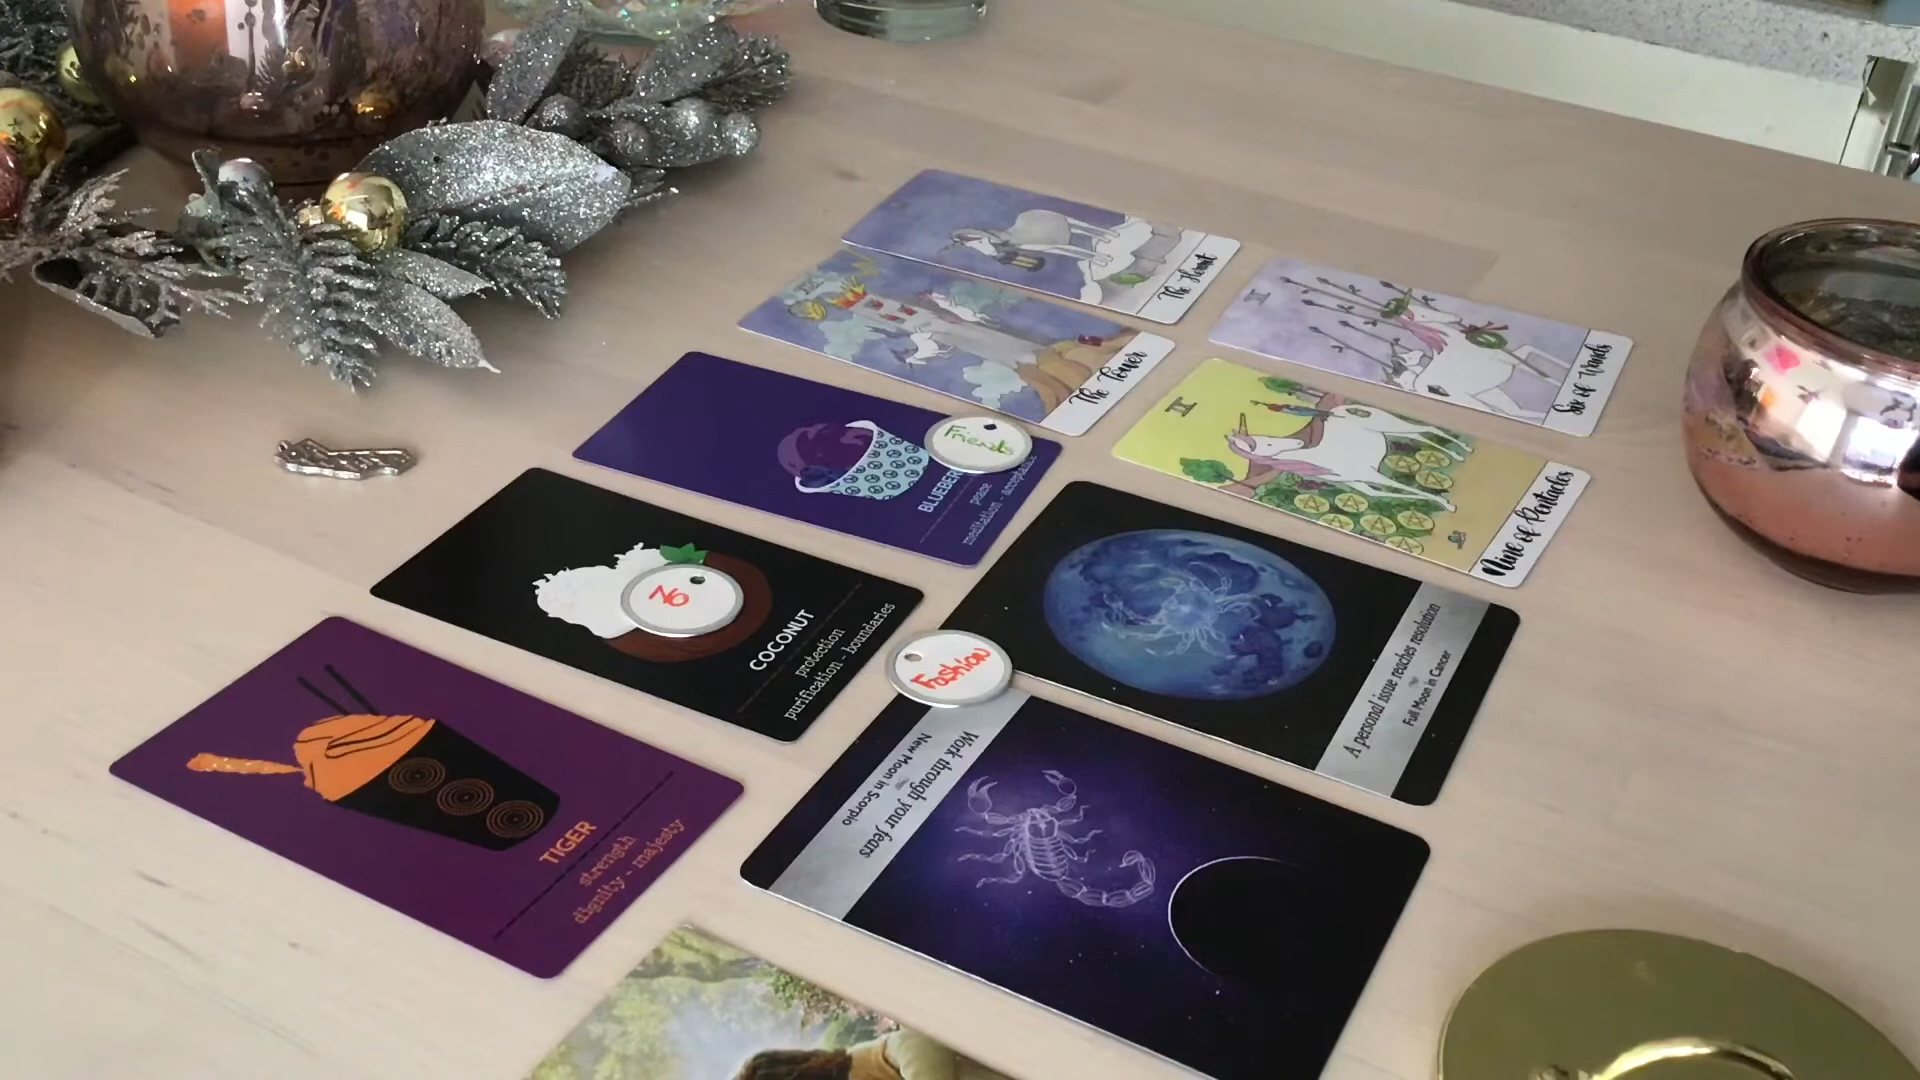 The Hermit
The Tower
Six of Wands
II
Nine of Pentacles
Friends
BLUEBER
peace
meditation - acceptance
76
COCONUT
protection
purification - boundaries
A personal issue reaches resolution
Full Moon in Cancer
Fashion
Work through your fears
New Moon in Scorpio
TIGER
strength
dignity - majesty